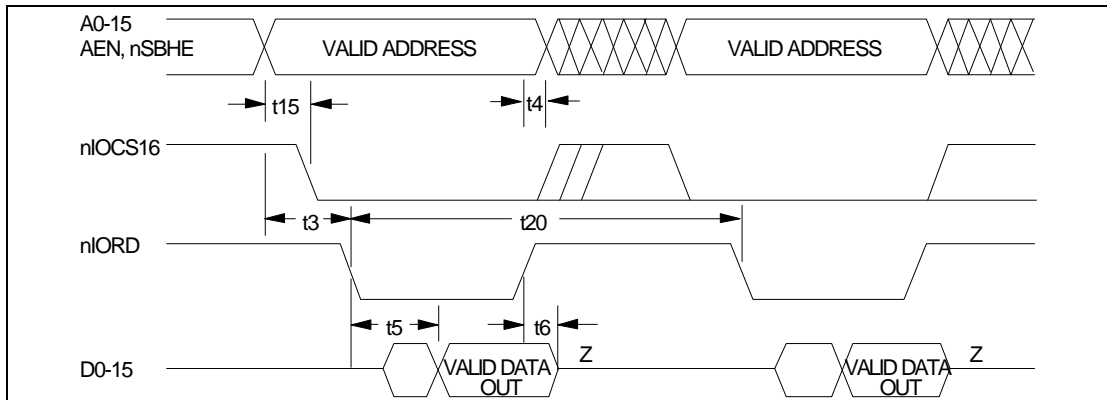 A0-15
AEN, nSBHE
VALID ADDRESS
VALID ADDRESS
t15
t4
nIOCS16
t3
t20
nIORD
t5
t6
D0-15
VALID DATA
OUT
Z
VALID DATA
OUT
Z